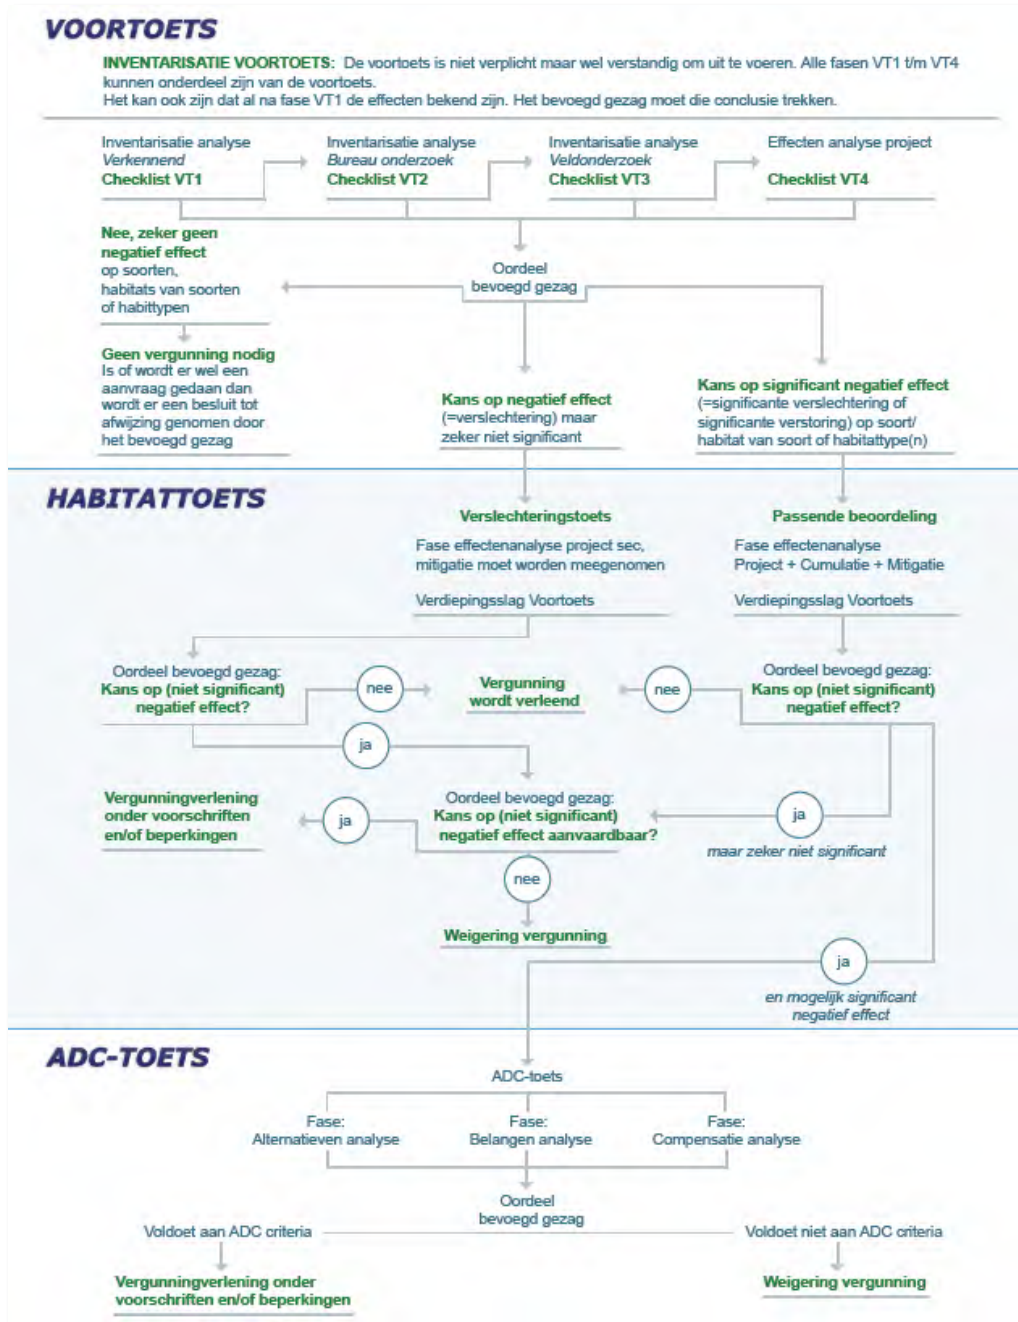 VOORTOETS
INVENTARISATIE VOORTOETS: De voortoets is niet verplicht maar wel verstandig om uit te voeren. Alle fasen VT1 t/m VT4
kunnen onderdeel zijn van de voortoets.
Het kan ook zijn dat al na fase VT1 de effecten bekend zijn. Het bevoegd gezag moet die conclusie trekken.
Inventarisatie analyse
Verkennend
Checklist VT1
Inventarisatie analyse
Bureau onderzoek
Checklist VT2
Inventarisatie analyse
Veldonderzoek
Checklist VT3
Effecten analyse project
Checklist VT4
Nee, zeker geen
negatief effect
op soorten,
habitats van soorten
of habittypen
Oordeel
bevoegd gezag
Geen vergunning nodig
Is of wordt er wel een
aanvraag gedaan dan
wordt er een besluit tot
afwijzing genomen door
het bevoegd gezag
Kans op negatief effect
(=verslechtering) maar
zeker niet significant
Kans op significant negatief effect
(=significante verslechtering of
significante verstoring) op soort/
habitat van soort of habitattype(n)
HABITATTOETS
Verslechteringstoets
Fase effectenanalyse project sec,
mitigatie moet worden meegenomen
Verdiepingsslag Voortoets
Passende beoordeling
Fase effectenanalyse
Project + Cumulatie + Mitigatie
Verdiepingsslag Voortoets
Oordeel bevoegd gezag:
Kans op (niet significant)
negatief effect?
nee
Vergunning
wordt verleend
nee
Oordeel bevoegd gezag:
Kans op (niet significant)
negatief effect?
ja
Vergunningverlening
onder voorschriften
en/of beperkingen
ja
Oordeel bevoegd gezag:
Kans op (niet significant)
negatief effect aanvaardbaar?
ja
maar zeker niet significant
nee
Weigering vergunning
ja
en mogelijk significant
negatief effect
ADC-TOETS
ADC-toets
Fase:
Alternatieven analyse
Fase:
Belangen analyse
Fase:
Compensatie analyse
Oordeel
bevoegd gezag
Voldoet aan ADC criteria
Voldoet niet aan ADC criteria
Vergunningverlening onder
voorschriften en/of beperkingen
Weigering vergunning